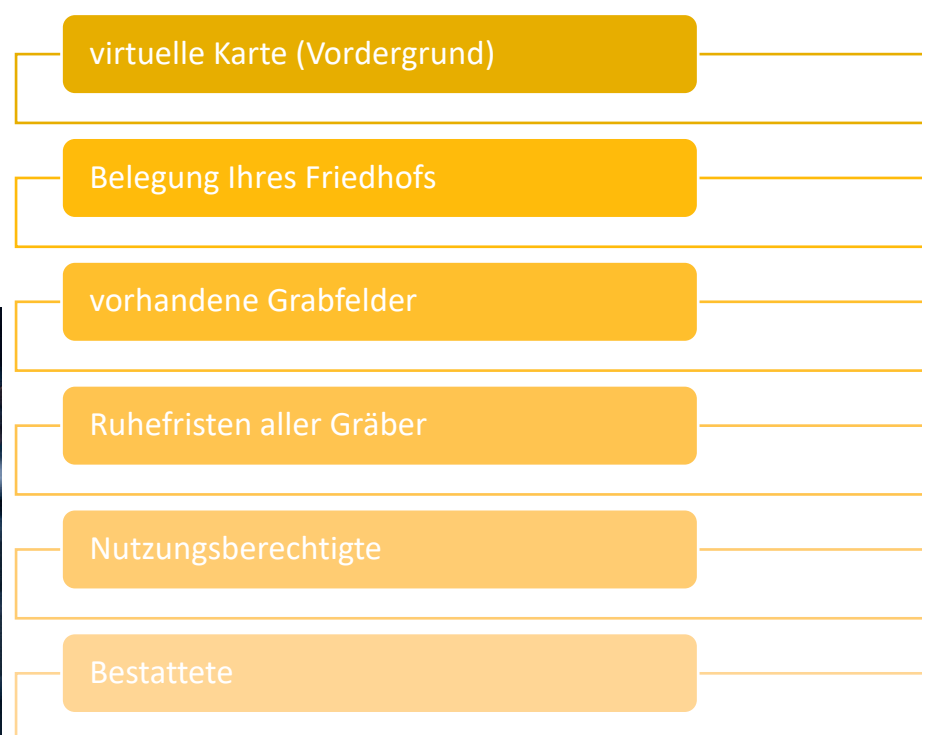 virtuelle Karte (Vordergrund)
Belegung Ihres Friedhofs
vorhandene Grabfelder
Ruhefristen aller Gräber
Nutzungsberechtigte
Bestattete